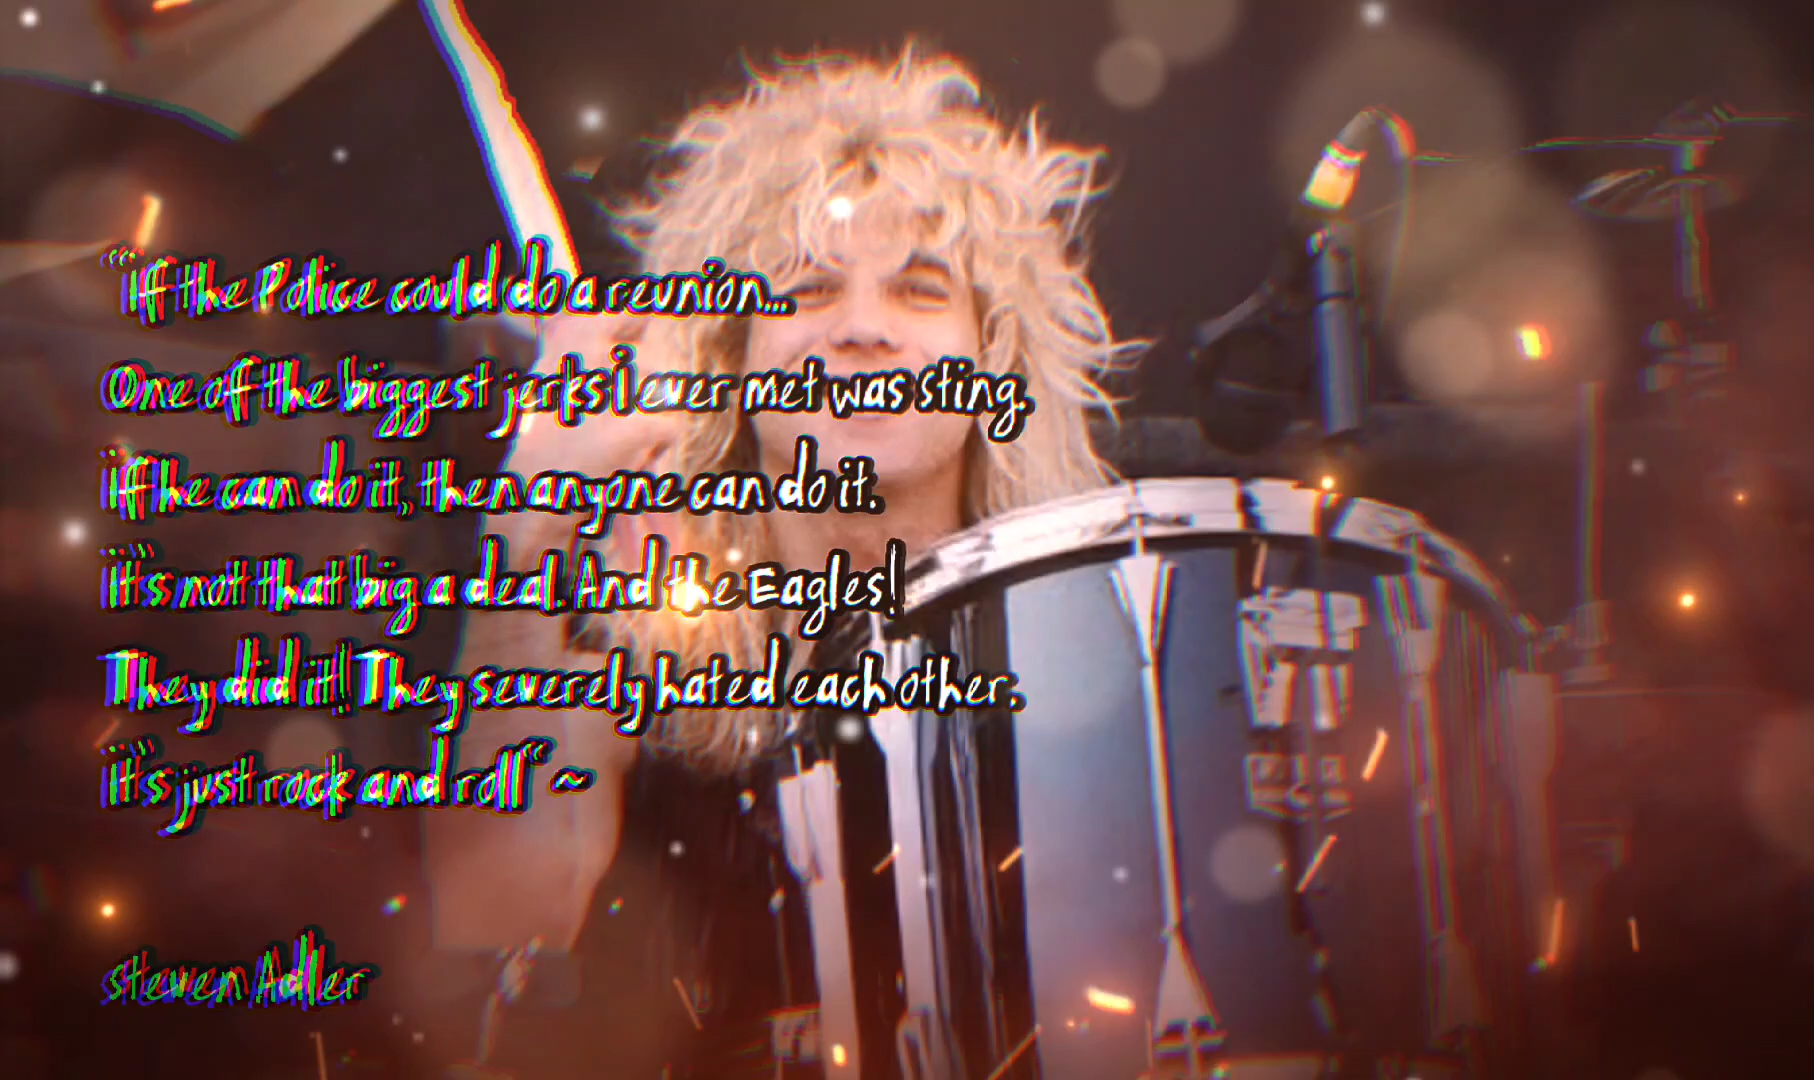 "If the Police could do a reunion...
One of the biggest jerks i ever met was sting.
if he can do it, then anyone can do it.
it's not that big a deal. And the Eagles!
They did it! They severely hated each other.
it's just rock and roll" ~
steven Adler